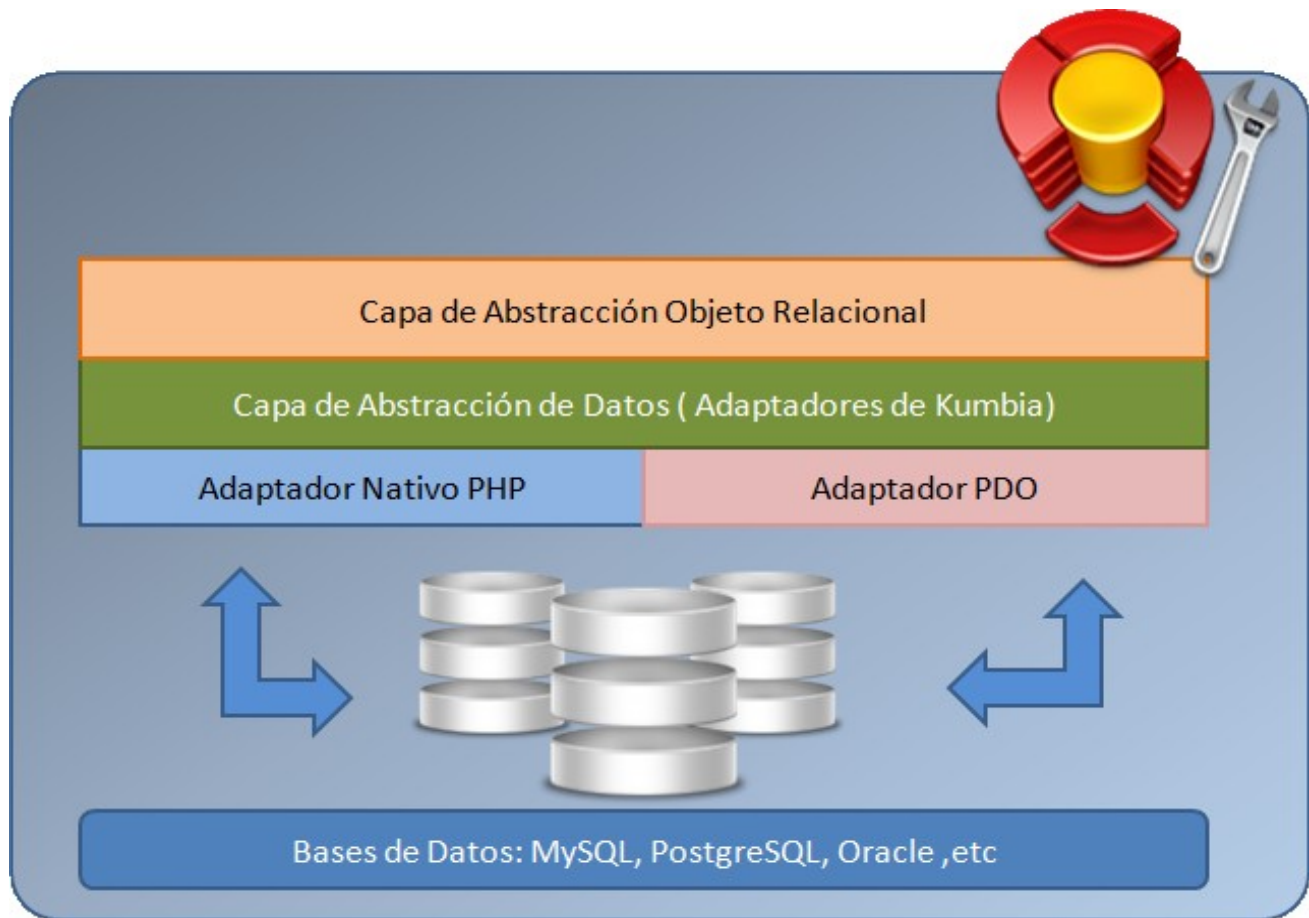 Capa de Abstracción Objeto Relacional
Capa de Abstracción de Datos ( Adaptadores de Kumbia)
Adaptador Nativo PHP
Adaptador PDO
Bases de Datos: MySQL, PostgreSQL, Oracle ,etc